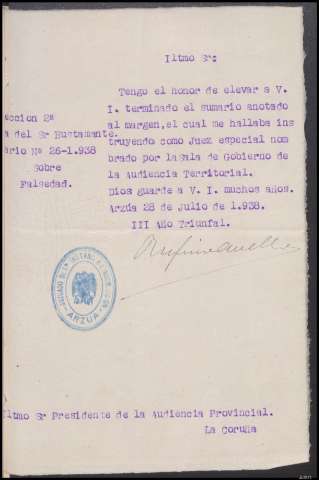 Iltmo Sr:
eccion 2ª
a del Sr Bustamante.
ario Nº 26-1.938
Sobre
Falsedad.
Tengo el honor de elevar a V.
I. terminado el sumario anotado
al margen, el cual me hallaba ins
truyendo como Juez especial nom
brado por la Sala de Gobierno de
la Audiencia Territorial.
Dios guarde a V. I. muchos años.
Arzúa 28 de Julio de 1.938.
III Año Triunfal.
ARZUA
Iltmo Sr Presidente de la Audiencia Provincial.
La Coruña